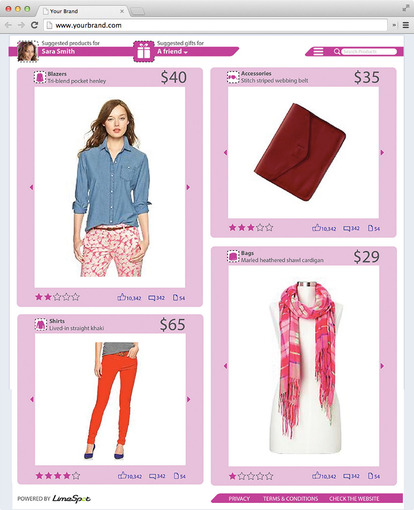 Your Brand
www.yourbrand.com
Suggested products for
Sara Smith
Suggested gifts for
A friend
Search Products
Blazers
Tri-blend pocket henley
$40
10,342
342
54
Accessories
Stitch striped webbing belt
$35
10,342
342
54
Shirts
Lived-in straight khaki
$65
10,342
342
54
Bags
Marled heathered shawl cardigan
$29
10,342
342
54
POWERED BY LimeSpot
PRIVACY TERMS & CONDITIONS CHECK THE WEBSITE